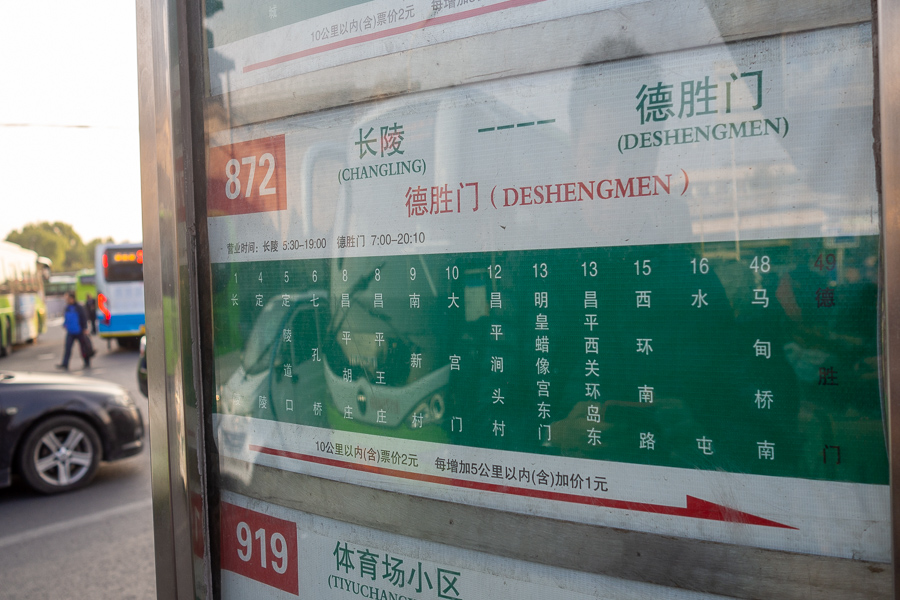 10公里以内(含)票价2元 每增加5
872
长陵 ---- 德胜门
(CHANGLING) (DESHENGMEN)
德胜门 ( DESHENGMEN )
营业时间: 长陵 5:30-19:00 德胜门 7:00-20:10
1 4 5 6 8 8 9 10 12 13 13 15 16 48 49
长陵
定陵
定陵道口
七孔桥
昌平胡庄
昌平王庄
南新村
大宫门
昌平涧头村
明皇蜡像宫东门
昌平西关环岛东
西环南路
水屯
马甸桥南
德胜门
10公里以内(含)票价2元 每增加5公里以内(含)加价1元
919
体育场小区
(TIYUCHANG